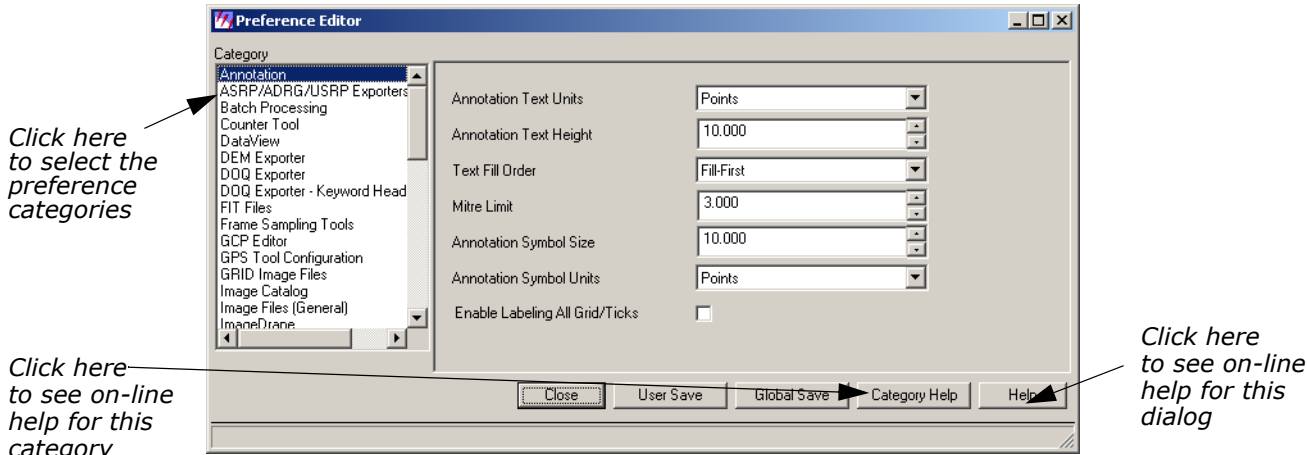 Preference Editor
Category
Annotation
ASRP/ADRG/USRP Exporters
Batch Processing
Counter Tool
DataView
DEM Exporter
DOQ Exporter
DOQ Exporter - Keyword Head
FIT Files
Frame Sampling Tools
GCP Editor
GPS Tool Configuration
GRID Image Files
Image Catalog
Image Files (General)
ImageDrape
Annotation Text Units
Points
Annotation Text Height
10.000
Text Fill Order
Fill-First
Mitre Limit
3.000
Annotation Symbol Size
10.000
Annotation Symbol Units
Points
Enable Labeling All Grid/Ticks
Close
User Save
Global Save
Category Help
Help
Click here
to select the
preference
categories
Click here
to see on-line
help for this
category
Click here
to see on-line
help for this
dialog